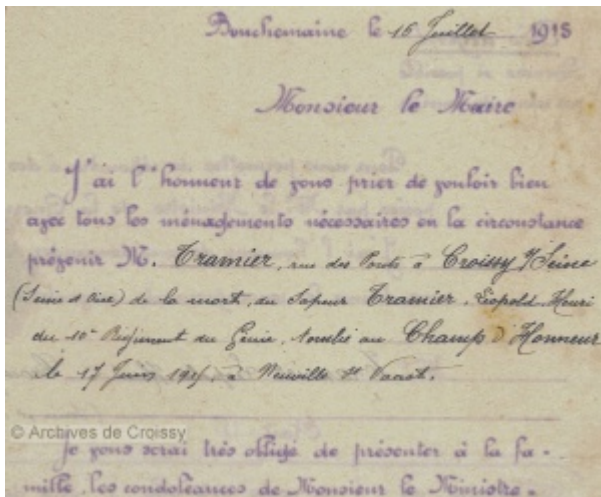 Bouchemaine le 16 Juillet 1915
Monsieur le Maire
J'ai l'honneur de vous prier de vouloir bien
avec tous les ménagements nécessaires en la circonstance
prévenir M. Tramier, rue des Ponts à Croissy s/Seine
(Seine et Oise) de la mort, du Sapeur Tramier, Léopold Henri
du 10e Régiment du Génie, tombé au Champ d'Honneur
le 17 Juin 1915, à Neuville St Vaast.
© Archives de Croissy
Je vous serai très obligé de présenter à la fa-
mille, les condoléances de Monsieur le Ministre